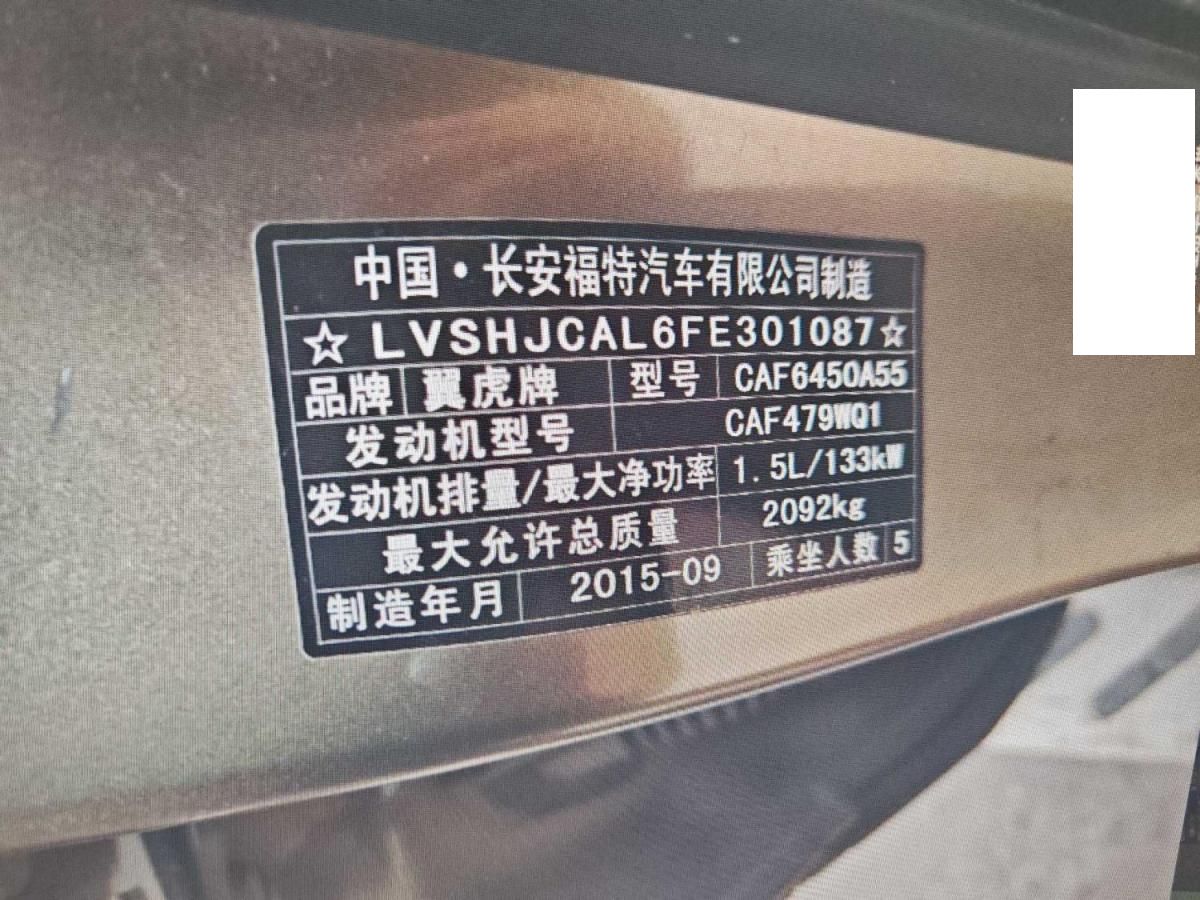 中国·长安福特汽车有限公司制造
☆LVSHJCAL6FE301087☆
品牌 翼虎牌 型号 CAF6450A55
发动机型号 CAF479WQ1
发动机排量/最大净功率 1.5L/133kW
最大允许总质量 2092kg
制造年月 2015-09 乘坐人数 5